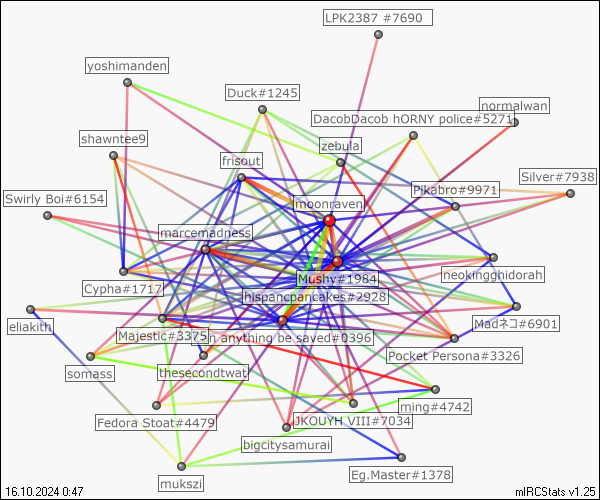 LPK2387 #7690
yoshimanden
Duck#1245
normalwan
DacobDacob hORNY police#5271
shawntee9
zebula
frisout
Silver#7938
Pikabro#9971
Swirly Boi#6154
moonraven
marcemadness
neokingghidorah
Mushy#1984
Cypha#1717
hispancpancakes#2928
eliakith
Majestic#3375
n anything be saved#0396
Madネコ#6901
Pocket Persona#3326
somass
thesecondtwat
ming#4742
Fedora Stoat#4479
JKOUYH VIII#7034
bigcitysamurai
Eg.Master#1378
mukszi
16.10.2024 0:47
mIRCStats v1.25